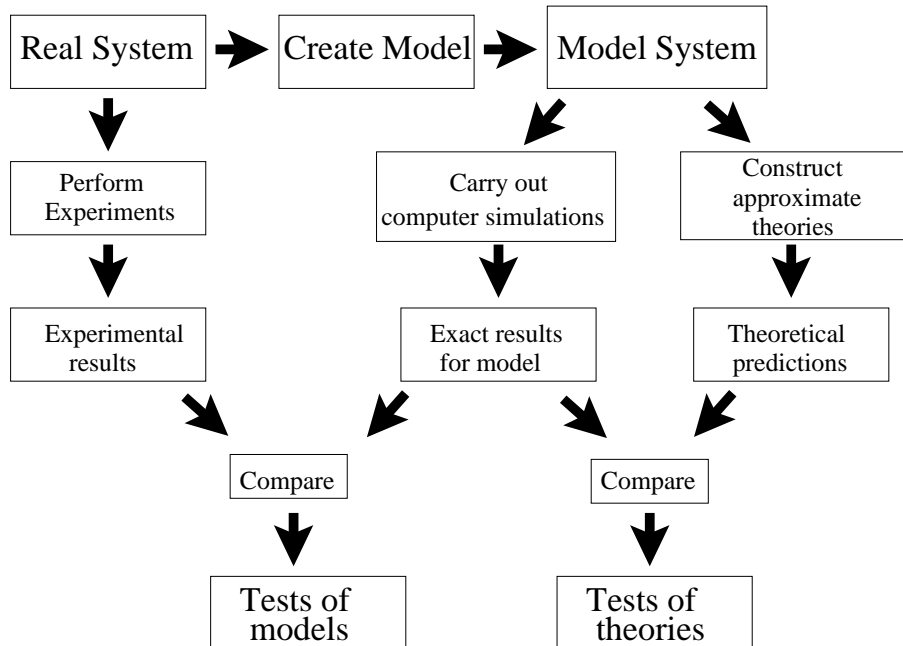 Real System
Create Model
Model System
Perform
Experiments
Carry out
computer simulations
Construct
approximate
theories
Experimental
results
Exact results
for model
Theoretical
predictions
Compare
Compare
Tests of
models
Tests of
theories